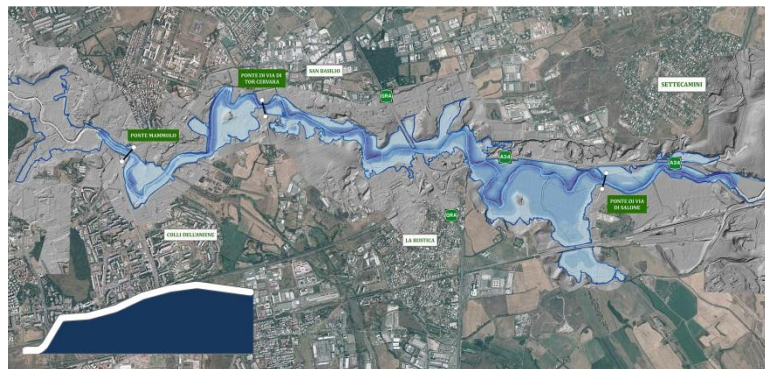 SAN BASILIO
PONTE DI VIA DI
TOR CERVARA
SETTECAMINI
GRA
PONTE MAMMOLO
A24
A24
PONTE DI VIA
DI SALONE
GRA
COLLI DELL'ANIENE
LA RUSTICA